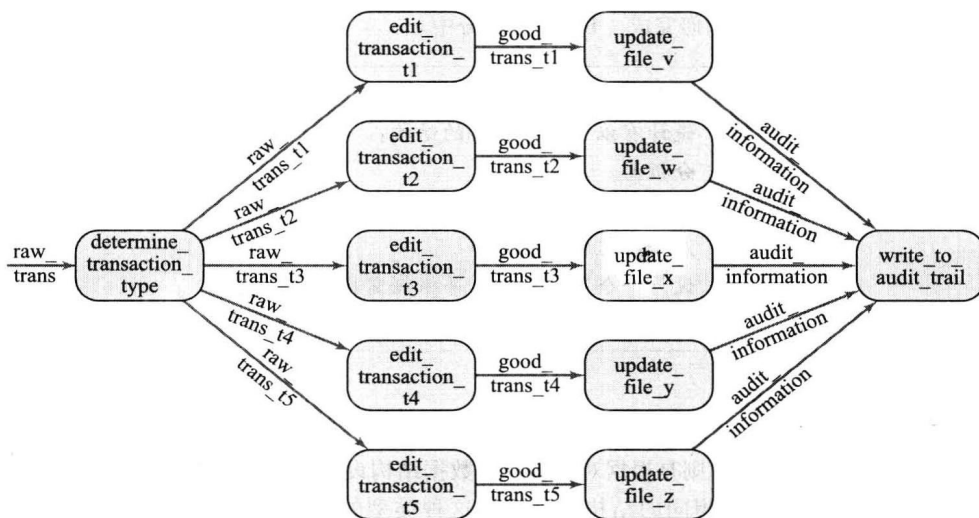 edit_
transaction_
t1
good_
trans_t1
update_
file_v
raw_
trans_t1
audit_
information
edit_
transaction_
t2
good_
trans_t2
update_
file_w
raw_
trans_t2
audit_
information
raw_
trans
determine_
transaction_
type
raw_
trans_t3
edit_
transaction_
t3
good_
trans_t3
update_
file_x
audit_
information
write_to_
audit_trail
raw_
trans_t4
edit_
transaction_
t4
good_
trans_t4
update_
file_y
audit_
information
raw_
trans_t5
edit_
transaction_
t5
good_
trans_t5
update_
file_z
audit_
information